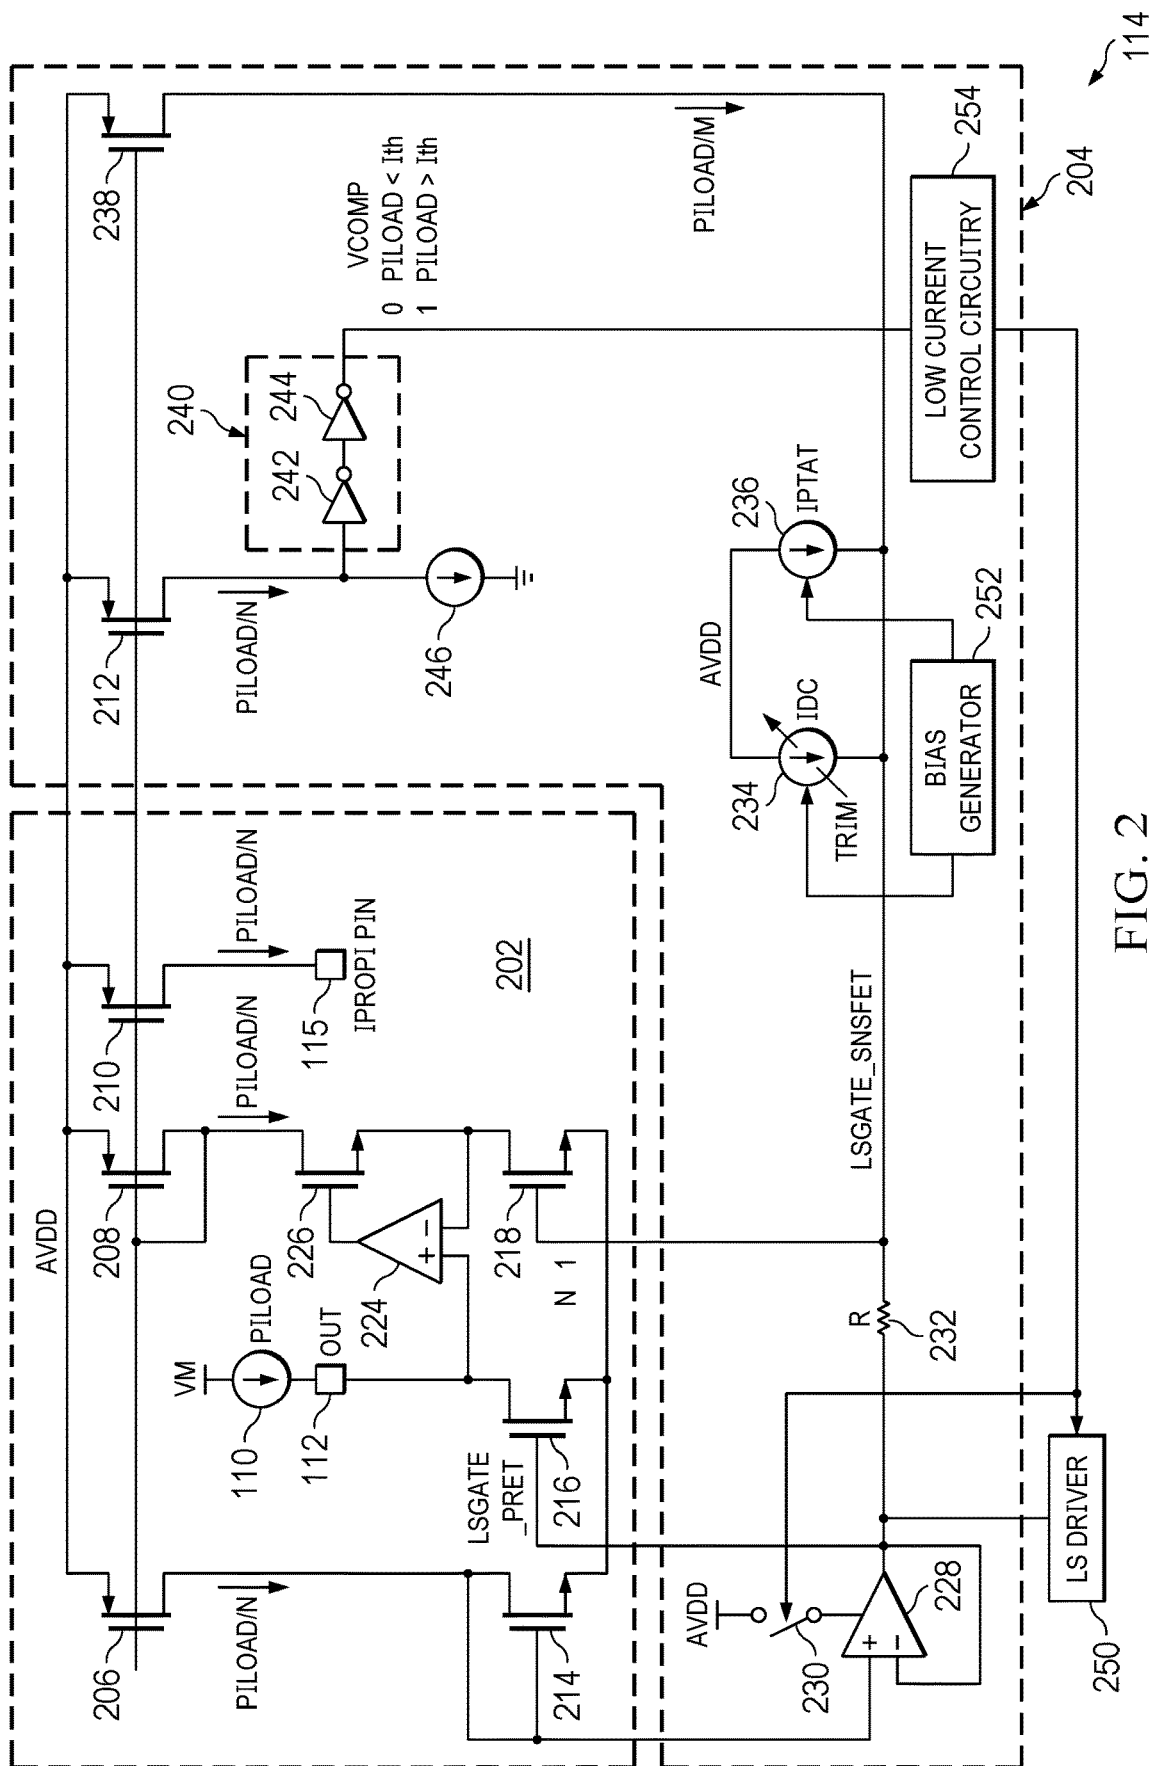 114
AVDD
206
208
210
212
238
PILOAD/N
PILOAD/N
PILOAD/N
PILOAD/N
PILOAD/M
VM
PILOAD
110
OUT
112
226
224
115
IPROPI PIN
202
240
242
244
246
VCOMP
0 PILOAD < Ith
1 PILOAD > Ith
LSGATE
_PRET
214
216
218
N 1
AVDD
230
228
R
232
LSGATE_SNSFET
AVDD
234
IDC
TRIM
236
IPTAT
BIAS
GENERATOR
252
LOW CURRENT
CONTROL CIRCUITRY
254
204
LS DRIVER
250
FIG. 2